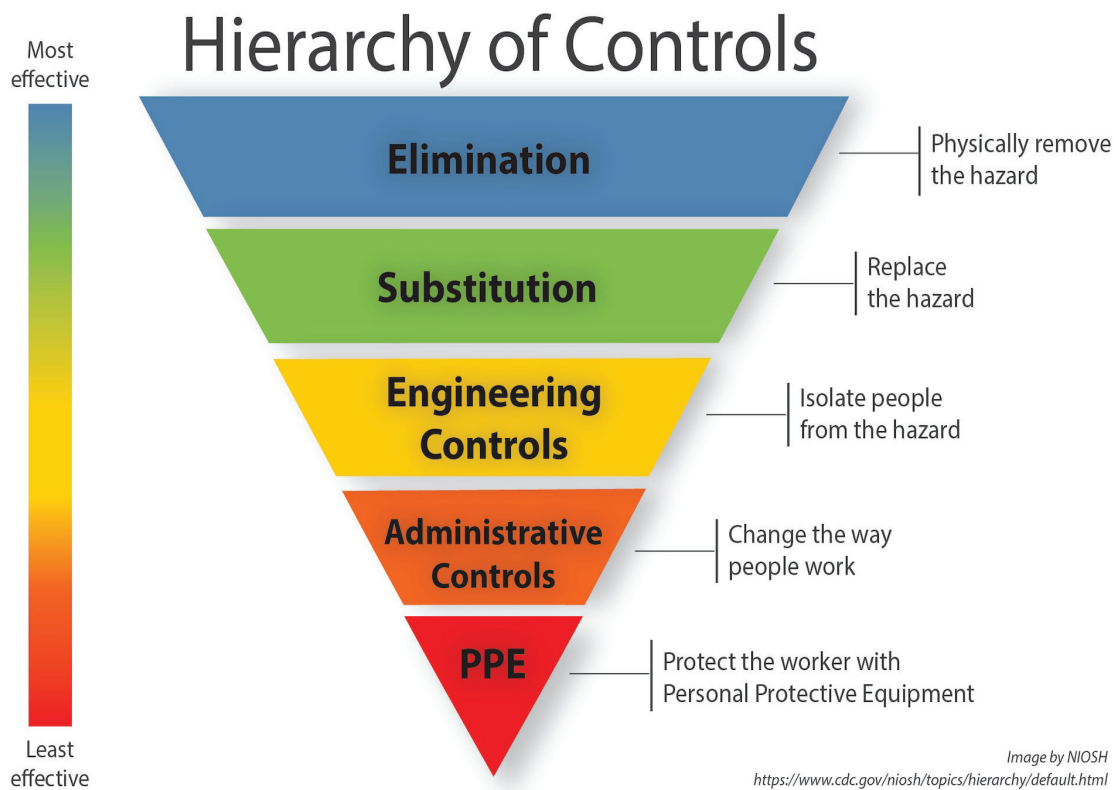 Hierarchy of Controls
Most
effective
Elimination
Physically remove
the hazard
Substitution
Replace
the hazard
Engineering
Controls
Isolate people
from the hazard
Administrative
Controls
Change the way
people work
PPE
Protect the worker with
Personal Protective Equipment
Least
effective
Image by NIOSH
https://www.cdc.gov/niosh/topics/hierarchy/default.html